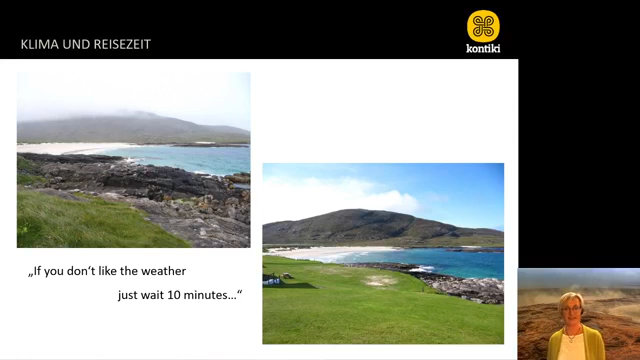 KLIMA UND REISEZEIT
kontiki
„If you don‘t like the weather
just wait 10 minutes…“